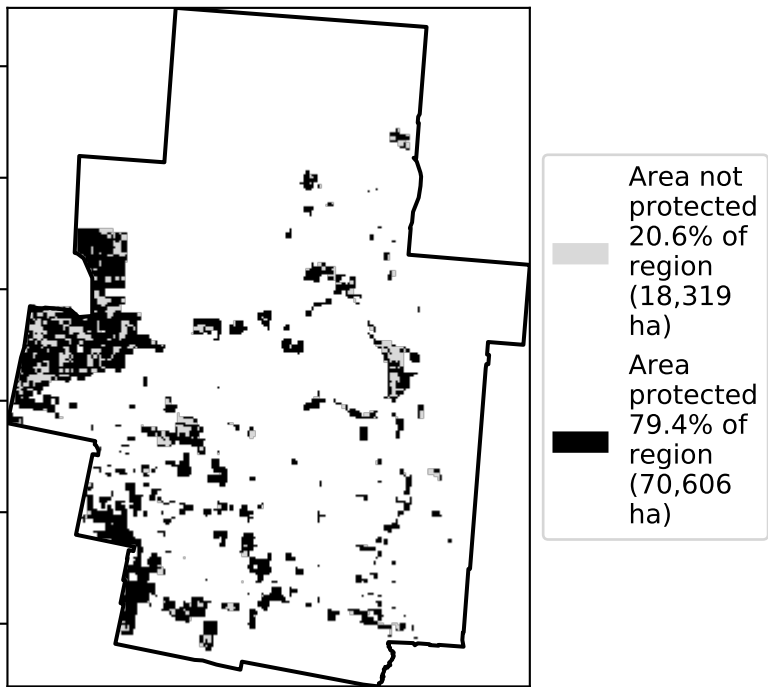 Area not
protected
20.6% of
region
(18,319
ha)
Area
protected
79.4% of
region
(70,606
ha)